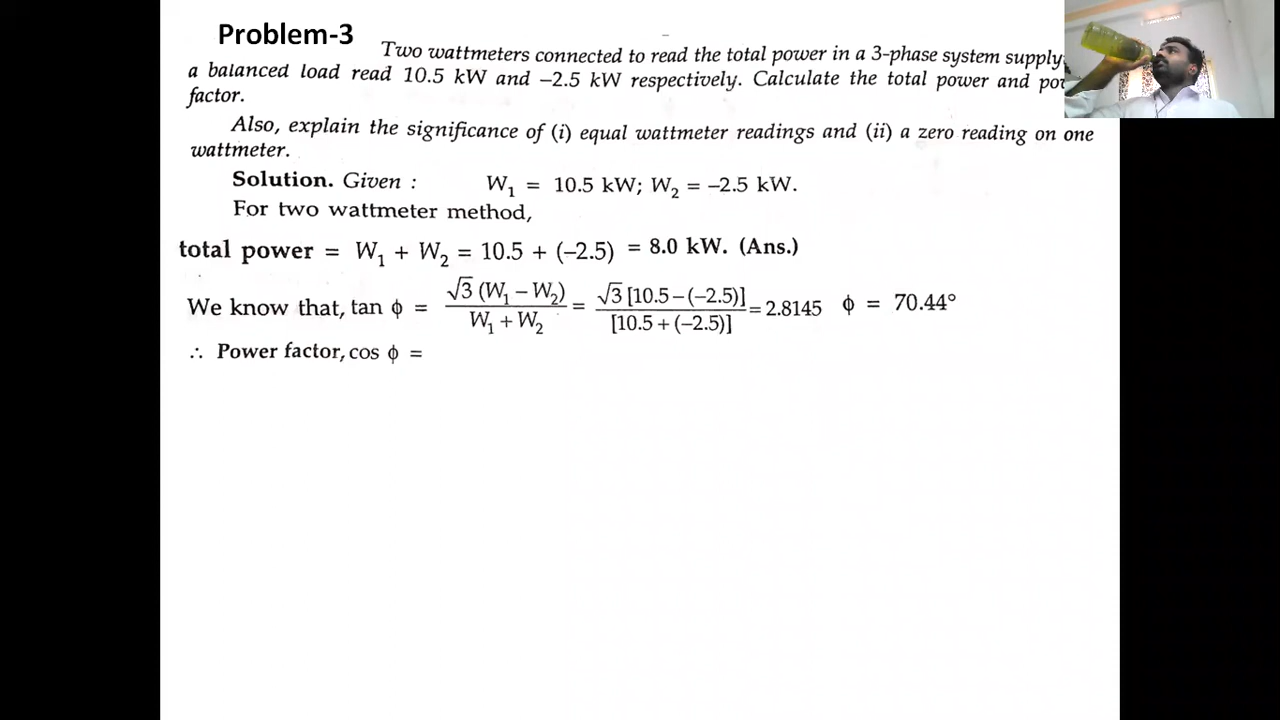 Problem-3
Two wattmeters connected to read the total power in a 3-phase system
a balanced load read 10.5 kW and –2.5 kW respectively. Calculate the total power and
factor.
Also, explain the significance of (i) equal wattmeter readings and (ii) a zero reading on one
wattmeter.
Solution. Given : W₁ = 10.5 kW; W₂ = –2.5 kW.
For two wattmeter method,
total power = W₁ + W₂ = 10.5 + (–2.5) = 8.0 kW. (Ans.)
We know that, tan ϕ = √3 (W₁ – W₂) / W₁ + W₂ = √3 [10.5 – (–2.5)] / [10.5 + (–2.5)] = 2.8145 ϕ = 70.44°
∴ Power factor, cos ϕ =